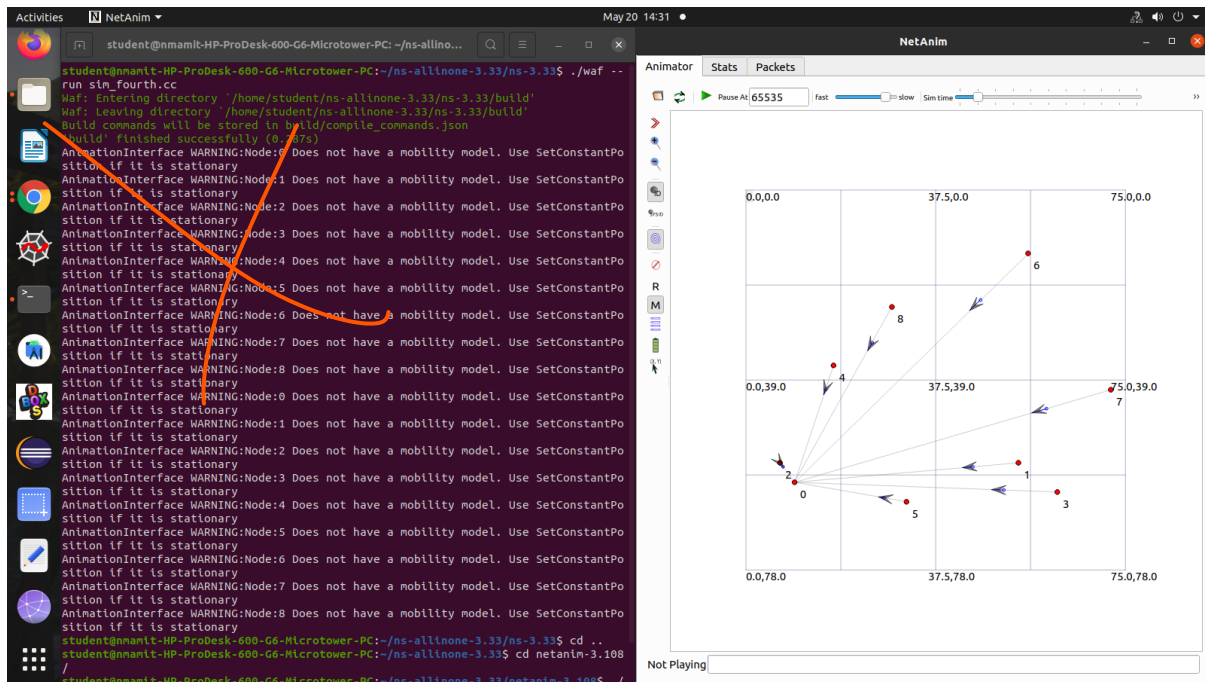 Activities NetAnim May 20 14:31
student@nmamit-HP-ProDesk-600-G6-Microtower-PC: ~/ns-allino...
student@nmamit-HP-ProDesk-600-G6-Microtower-PC:~/ns-allinone-3.33/ns-3.33$ ./waf --
run sim_fourth.cc
Waf: Entering directory `/home/student/ns-allinone-3.33/ns-3.33/build'
Waf: Leaving directory `/home/student/ns-allinone-3.33/ns-3.33/build'
Build commands will be stored in build/compile_commands.json
'build' finished successfully
AnimationInterface WARNING:Node:0 Does not have a mobility model. Use SetConstantPo
sition if it is stationary
AnimationInterface WARNING:Node:1 Does not have a mobility model. Use SetConstantPo
sition if it is stationary
AnimationInterface WARNING:Node:2 Does not have a mobility model. Use SetConstantPo
sition if it is stationary
AnimationInterface WARNING:Node:3 Does not have a mobility model. Use SetConstantPo
sition if it is stationary
AnimationInterface WARNING:Node:4 Does not have a mobility model. Use SetConstantPo
sition if it is stationary
AnimationInterface WARNING:Node:5 Does not have a mobility model. Use SetConstantPo
sition if it is stationary
AnimationInterface WARNING:Node:6 Does not have a mobility model. Use SetConstantPo
sition if it is stationary
AnimationInterface WARNING:Node:7 Does not have a mobility model. Use SetConstantPo
sition if it is stationary
AnimationInterface WARNING:Node:8 Does not have a mobility model. Use SetConstantPo
sition if it is stationary
AnimationInterface WARNING:Node:0 Does not have a mobility model. Use SetConstantPo
sition if it is stationary
AnimationInterface WARNING:Node:1 Does not have a mobility model. Use SetConstantPo
sition if it is stationary
AnimationInterface WARNING:Node:2 Does not have a mobility model. Use SetConstantPo
sition if it is stationary
AnimationInterface WARNING:Node:3 Does not have a mobility model. Use SetConstantPo
sition if it is stationary
AnimationInterface WARNING:Node:4 Does not have a mobility model. Use SetConstantPo
sition if it is stationary
AnimationInterface WARNING:Node:5 Does not have a mobility model. Use SetConstantPo
sition if it is stationary
AnimationInterface WARNING:Node:6 Does not have a mobility model. Use SetConstantPo
sition if it is stationary
AnimationInterface WARNING:Node:7 Does not have a mobility model. Use SetConstantPo
sition if it is stationary
AnimationInterface WARNING:Node:8 Does not have a mobility model. Use SetConstantPo
sition if it is stationary
student@nmamit-HP-ProDesk-600-G6-Microtower-PC:~/ns-allinone-3.33/ns-3.33$ cd ..
student@nmamit-HP-ProDesk-600-G6-Microtower-PC:~/ns-allinone-3.33$ cd netanim-3.108
/
student@nmamit-HP-ProDesk-600-G6-Microtower-PC:~/ns-allinone-3.33/netanim-3.108$ ./
NetAnim
Animator Stats Packets
Pause At 65535 fast slow Sim time
R
M
0.0,0.0 37.5,0.0 75.0,0.0
6
8
4
0.0,39.0 37.5,39.0 75.0,39.0
7
2
1
0
3
5
0.0,78.0 37.5,78.0 75.0,78.0
Not Playing